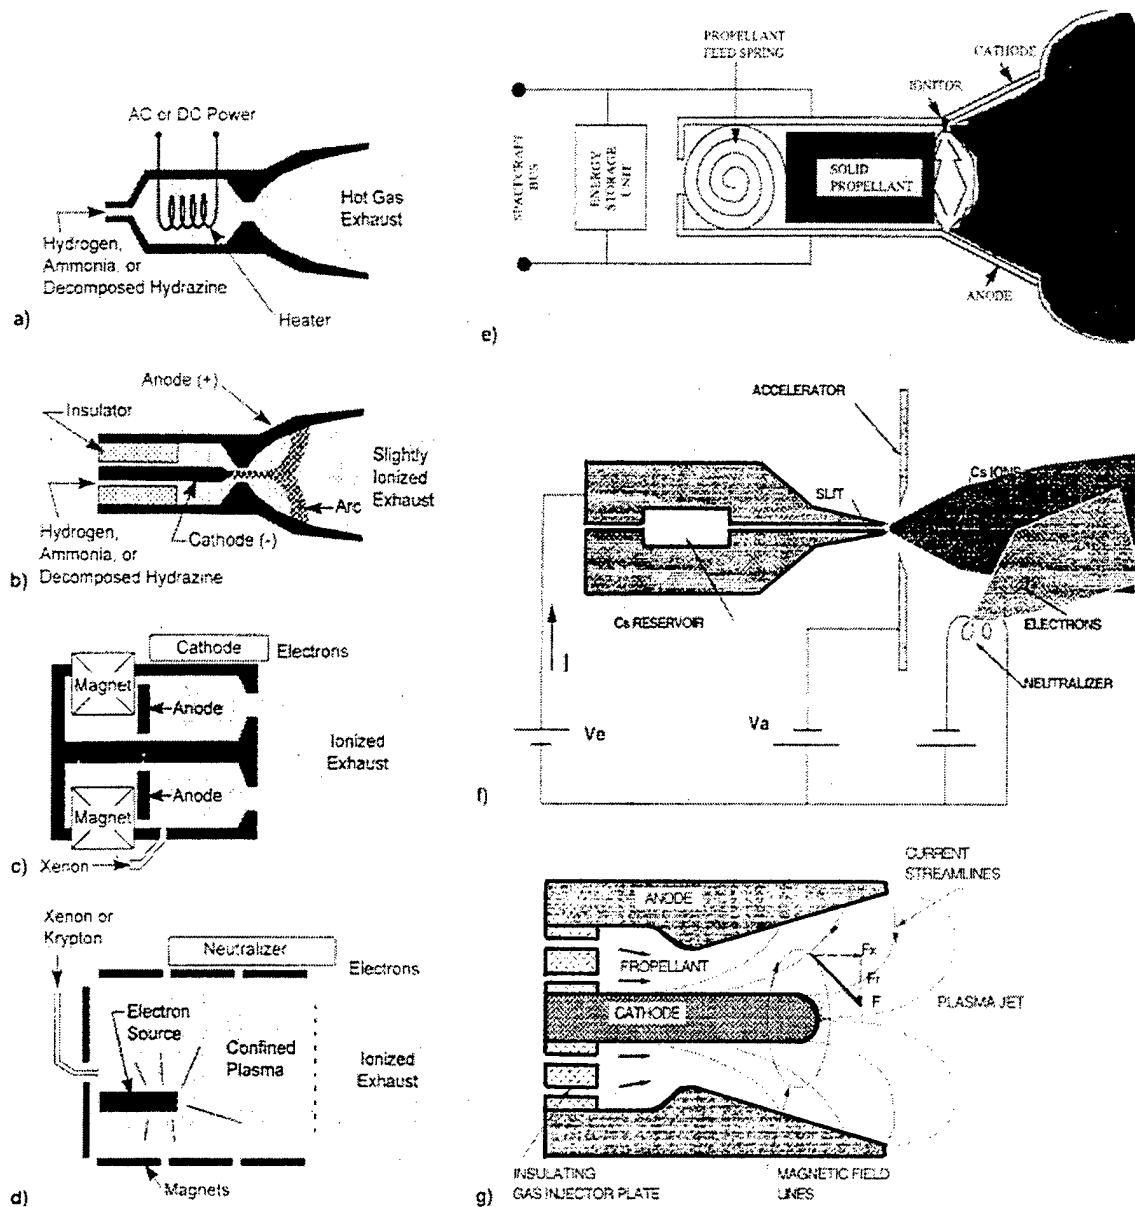 AC or DC Power
Hot Gas
Exhaust
Hydrogen,
Ammonia, or
Decomposed Hydrazine
Heater
a)
Anode (+)
Insulator
Slightly
Ionized
Exhaust
Arc
Hydrogen,
Ammonia, or
Decomposed Hydrazine
Cathode (-)
b)
Cathode
Electrons
Magnet
Anode
Ionized
Exhaust
Anode
Magnet
c)
Xenon
Xenon or
Krypton
Neutralizer
Electrons
Electron
Source
Confined
Plasma
Ionized
Exhaust
d)
Magnets
PROPELLANT
FEED SPRING
CATHODE
IGNITOR
SPACECRAFT
BUS
ENERGY
STORAGE
UNIT
SOLID
PROPELLANT
ANODE
e)
ACCELERATOR
Cs IONS
SLIT
Cs RESERVOIR
ELECTRONS
I
NEUTRALIZER
Ve
Va
f)
CURRENT
STREAMLINES
ANODE
Fx
PROPELLANT
Fr
F
PLASMA JET
CATHODE
INSULATING
GAS INJECTOR PLATE
MAGNETIC FIELD
LINES
g)